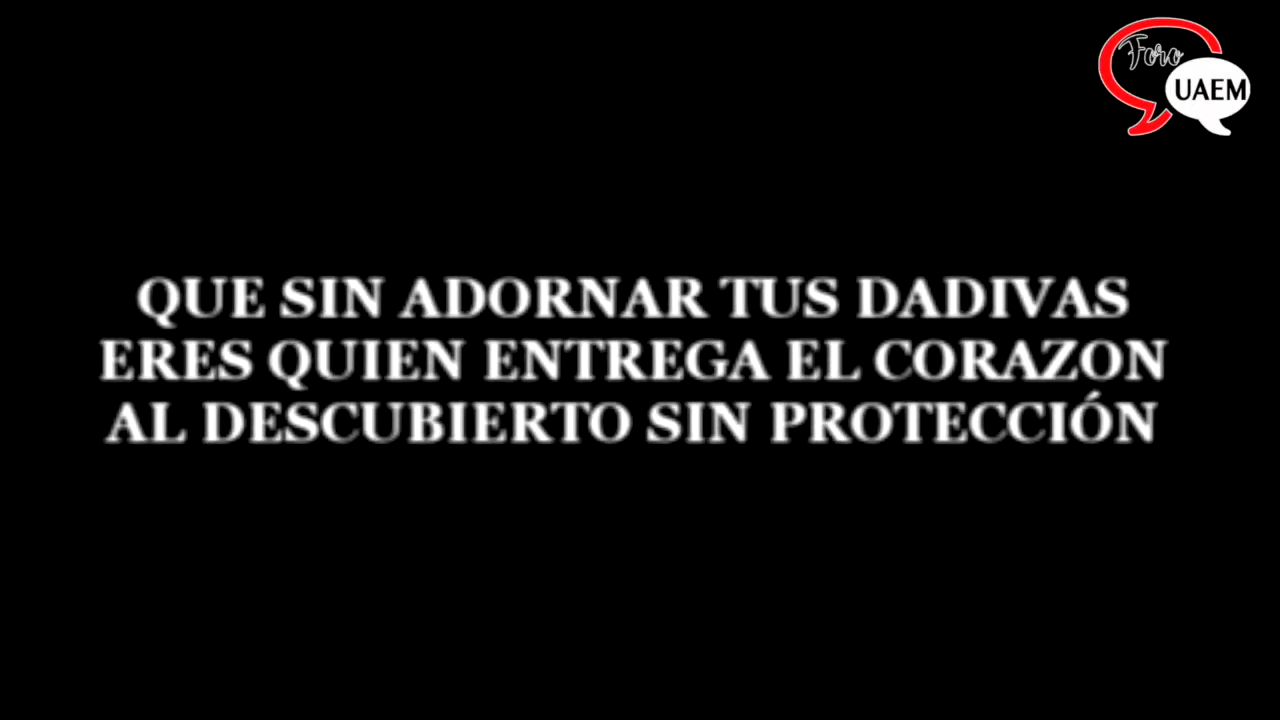 Foro
UAEM
QUE SIN ADORNAR TUS DADIVAS
ERES QUIEN ENTREGA EL CORAZON
AL DESCUBIERTO SIN PROTECCIÓN